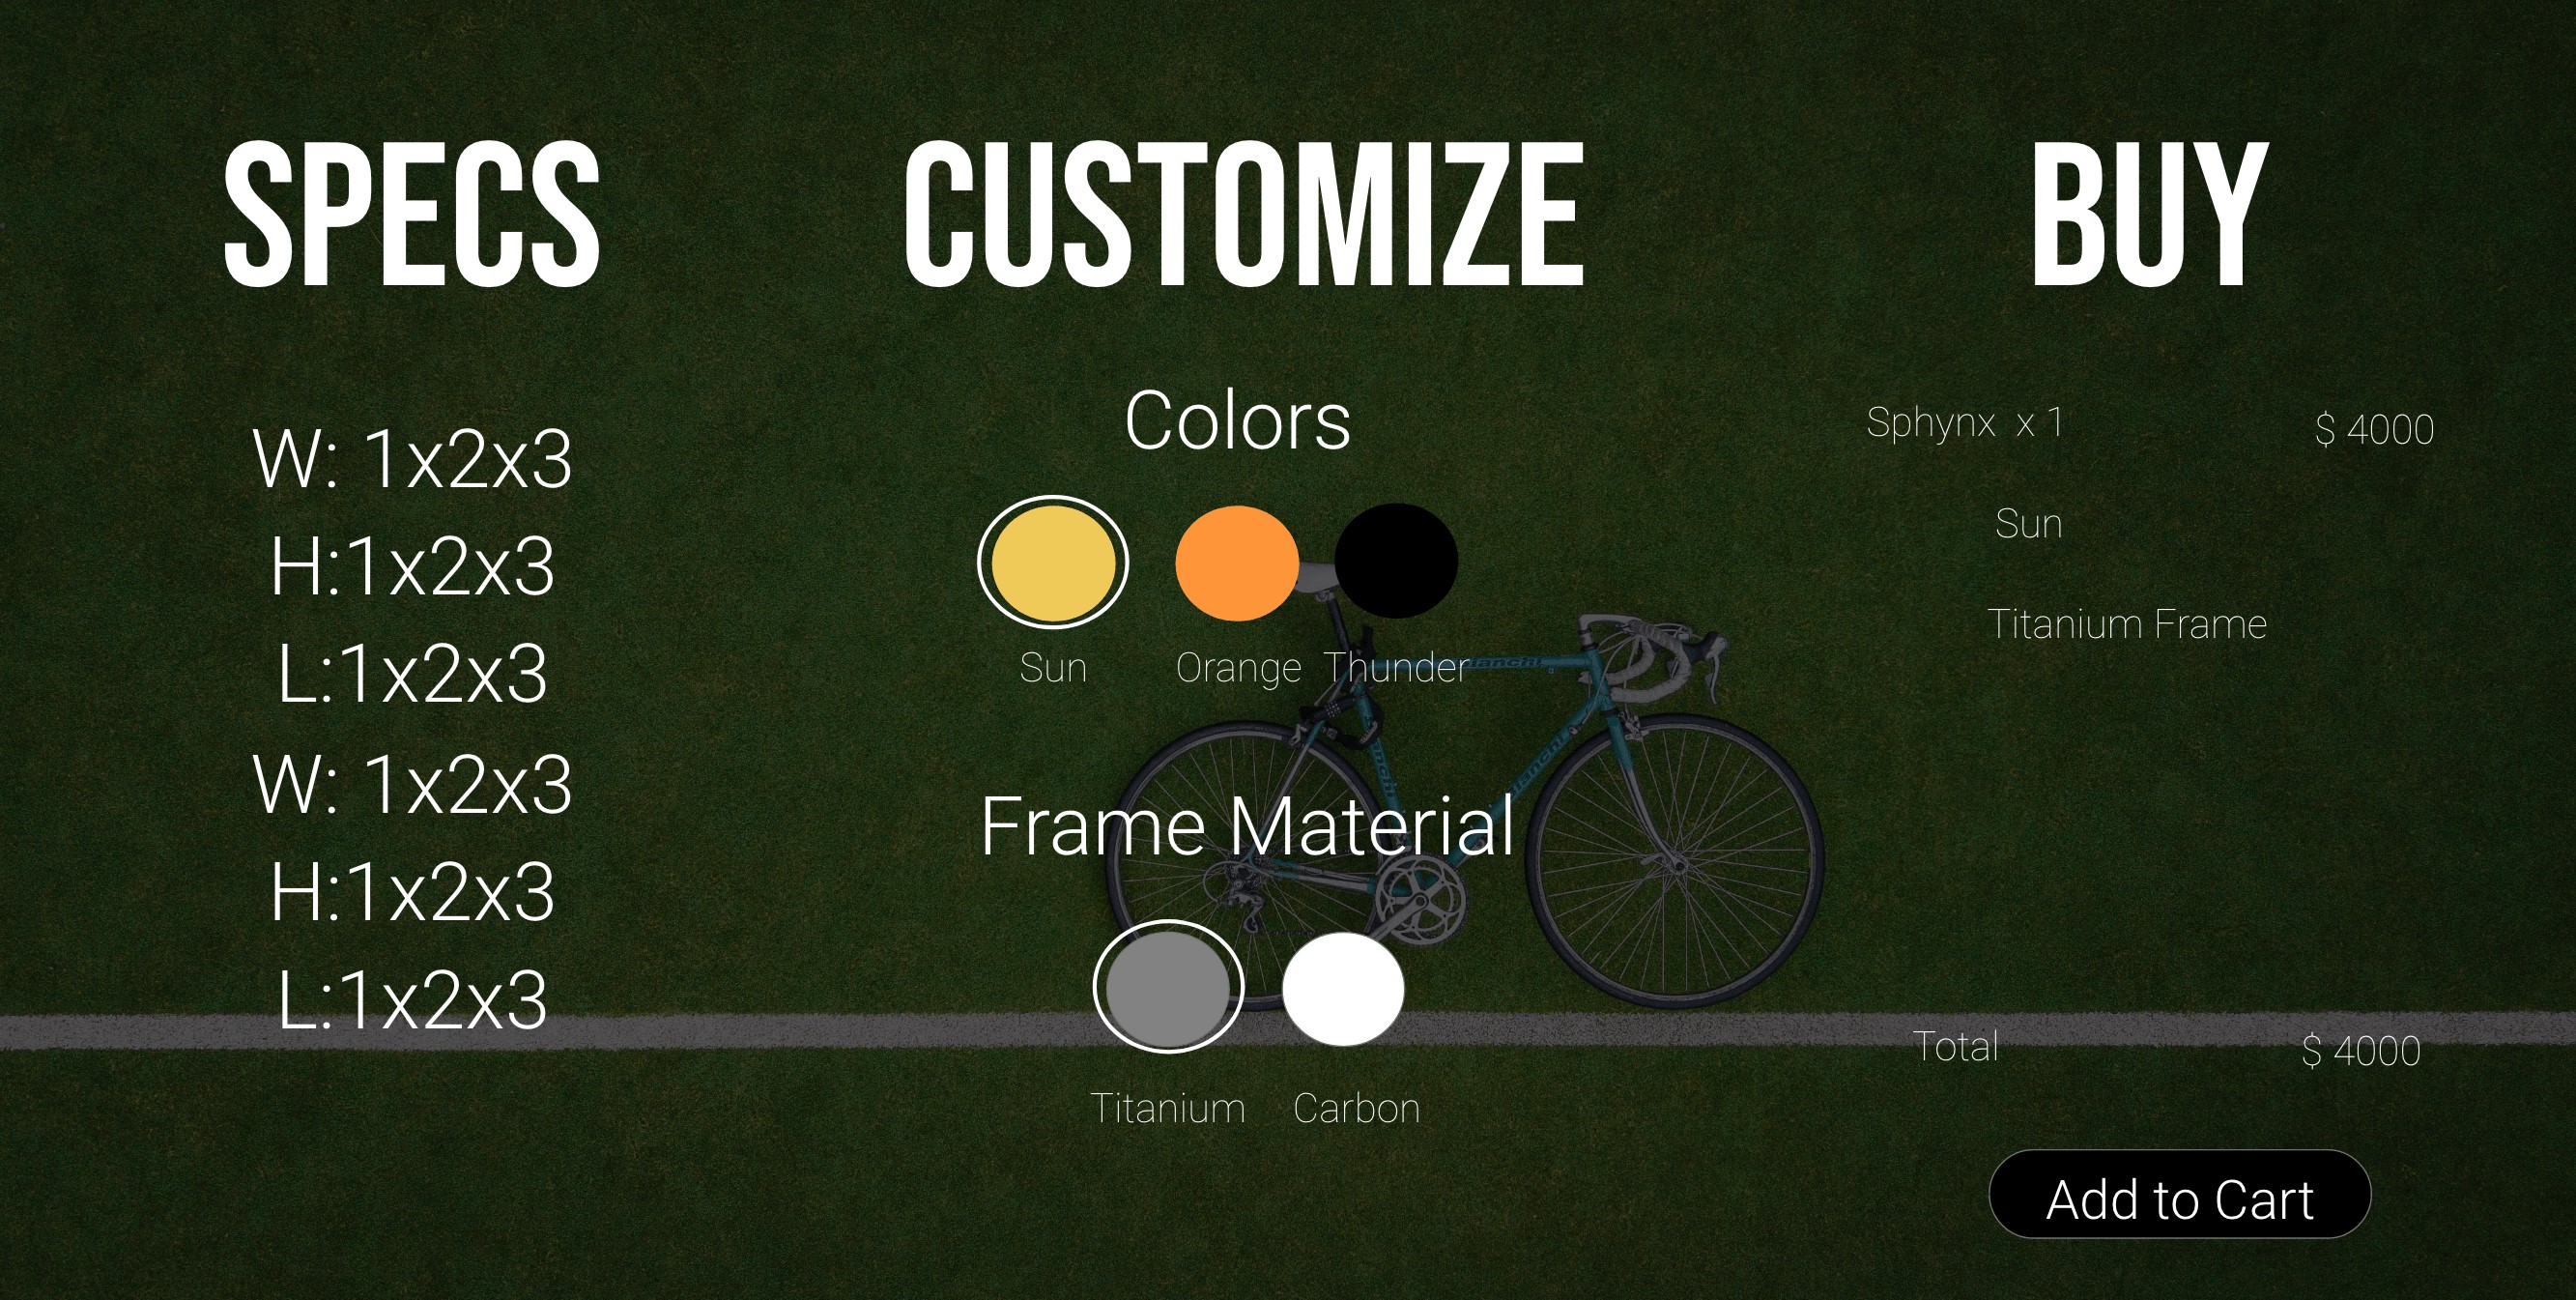 SPECS
W: 1x2x3
H:1x2x3
L:1x2x3
W: 1x2x3
H:1x2x3
L:1x2x3
CUSTOMIZE
Colors
Sun Orange Thunder
Frame Material
Titanium Carbon
BUY
Sphynx x 1 $ 4000
Sun
Titanium Frame
Total $ 4000
Add to Cart